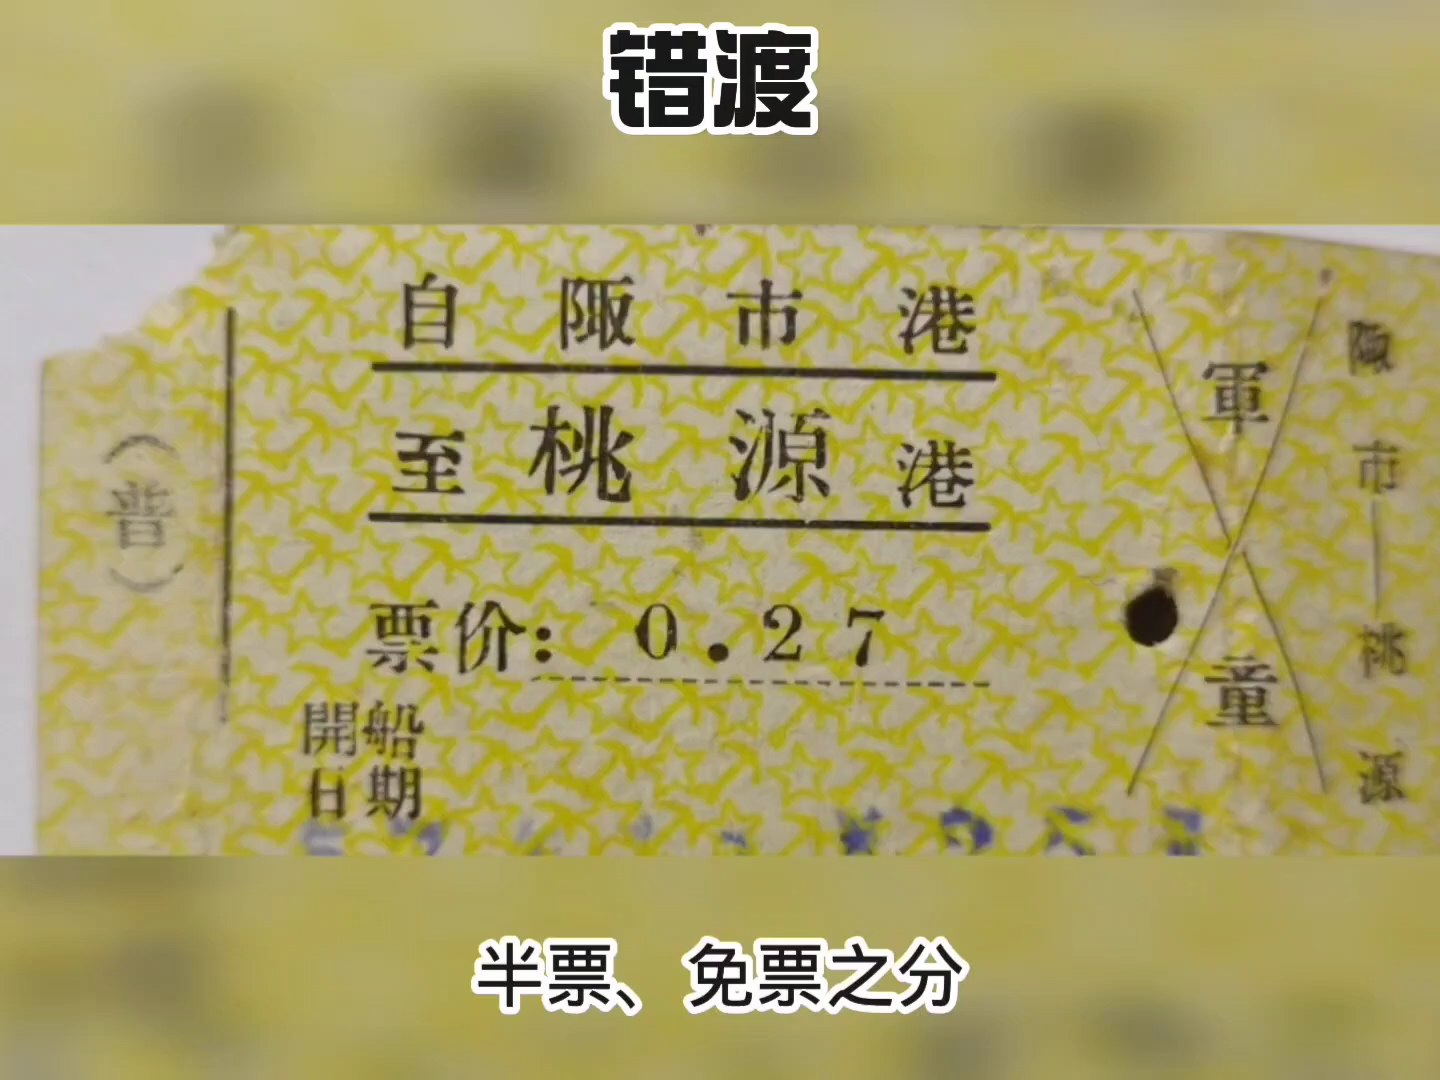 错渡
自陬市港
至桃源港
(普)
票价：0.27
開船
日期
軍
童
陬市—桃源
半票、免票之分